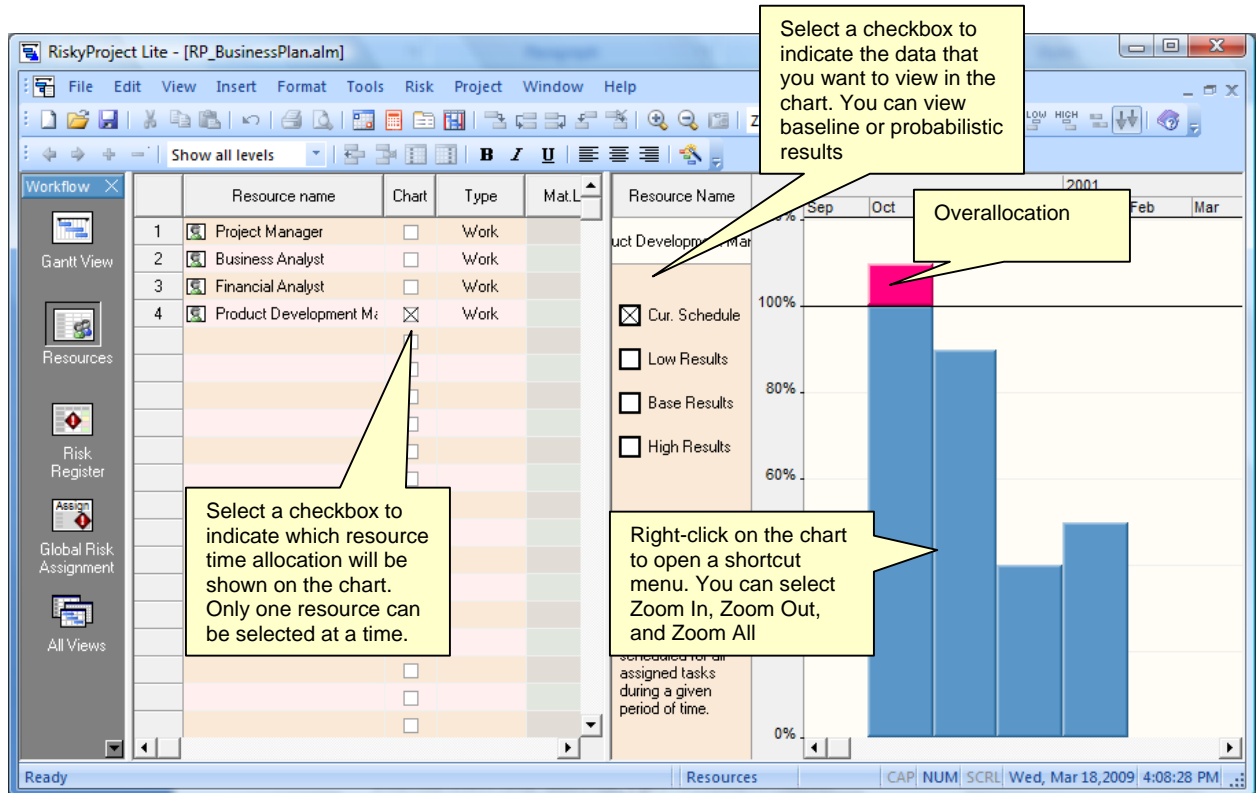 Select a checkbox to
indicate the data that
you want to view in the
chart. You can view
baseline or probabilistic
results
RiskyProject Lite - [RP_BusinessPlan.alm]
File Edit View Insert Format Tools Risk Project Window Help
LOW HIGH
Show all levels B I U
Workflow
Gantt View
Resources
Risk
Register
Assign
Global Risk
Assignment
All Views
Resource name Chart Type Mat.L
1 Project Manager Work
2 Business Analyst Work
3 Financial Analyst Work
4 Product Development Ma Work
Select a checkbox to
indicate which resource
time allocation will be
shown on the chart.
Only one resource can
be selected at a time.
Resource Name
uct Development Mar
Cur. Schedule
Low Results
Base Results
High Results
Right-click on the chart
to open a shortcut
menu. You can select
Zoom In, Zoom Out,
and Zoom All
scheduled for all
assigned tasks
during a given
period of time.
2001
Sep Oct Feb Mar
Overallocation
100%
80%
60%
0%
Ready Resources CAP NUM SCRL Wed, Mar 18,2009 4:08:28 PM